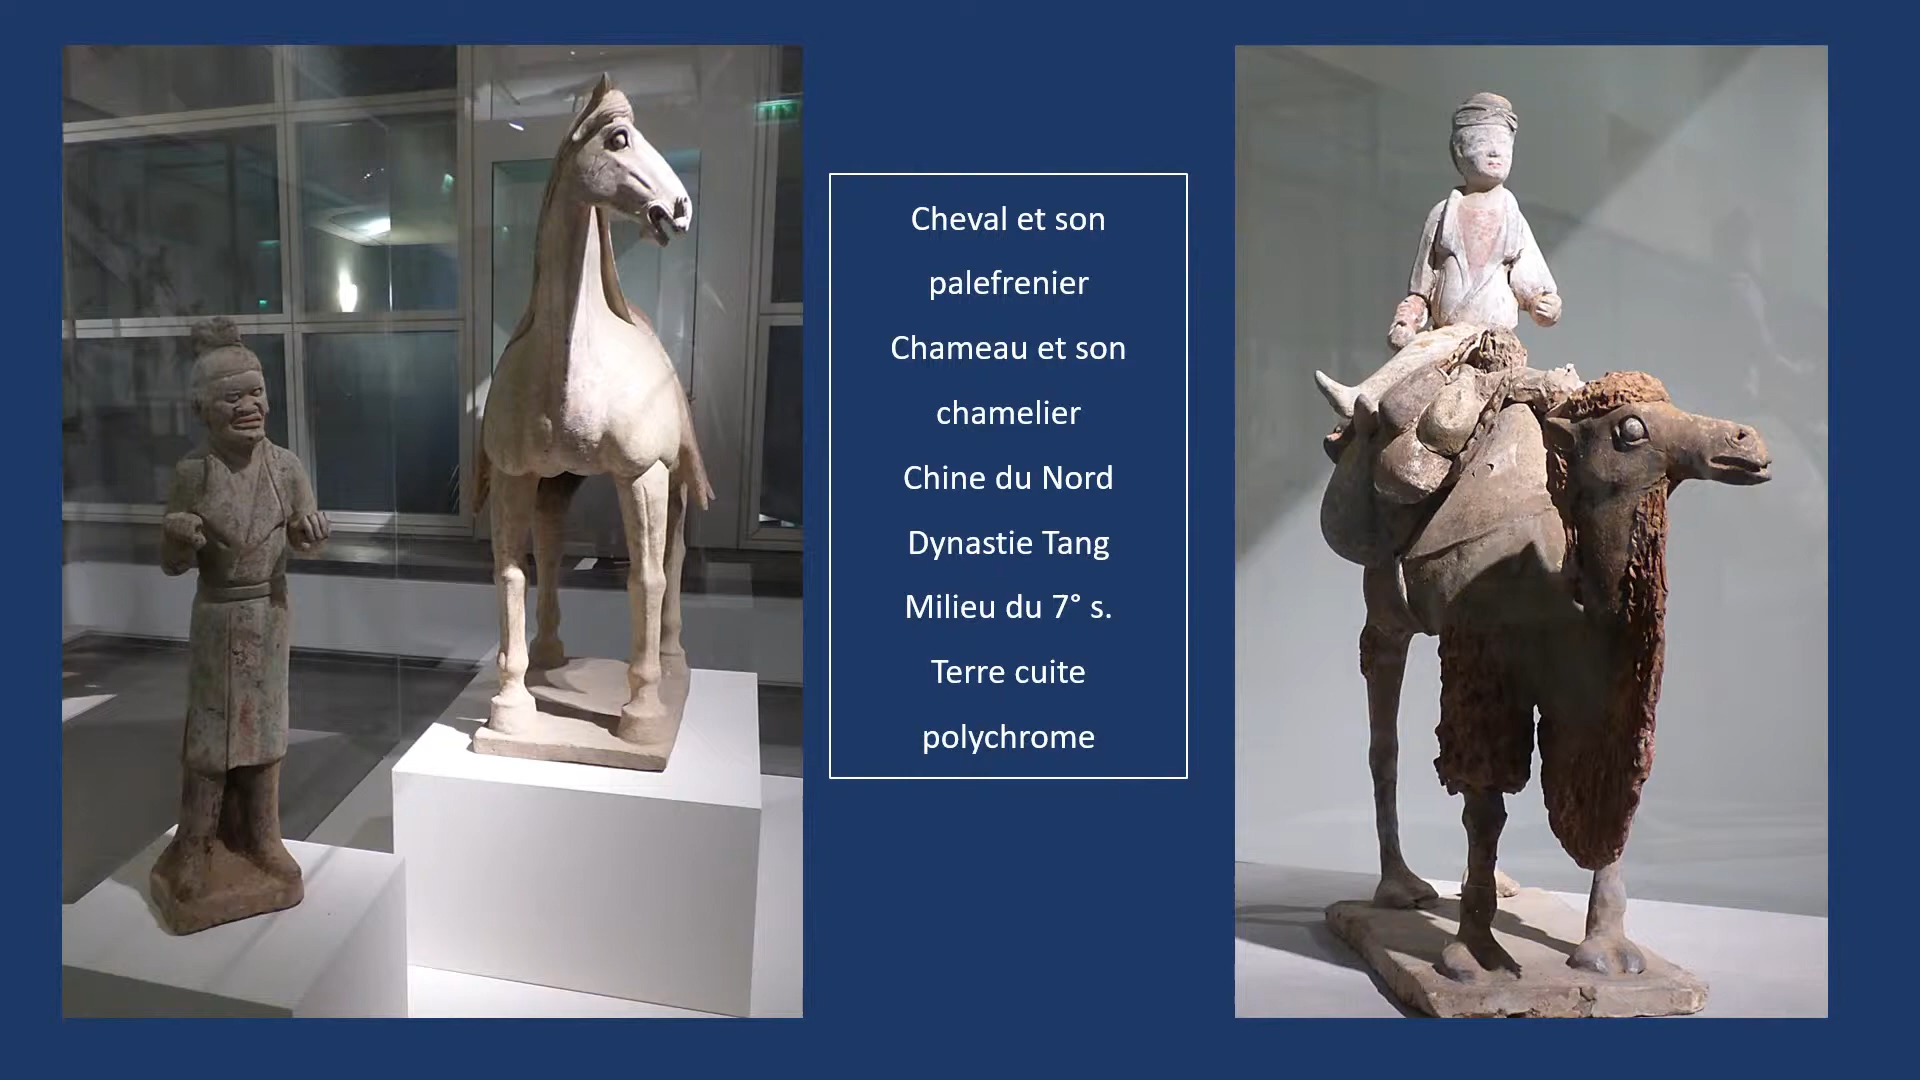 Cheval et son
palefrenier
Chameau et son
chamelier
Chine du Nord
Dynastie Tang
Milieu du 7° s.
Terre cuite
polychrome